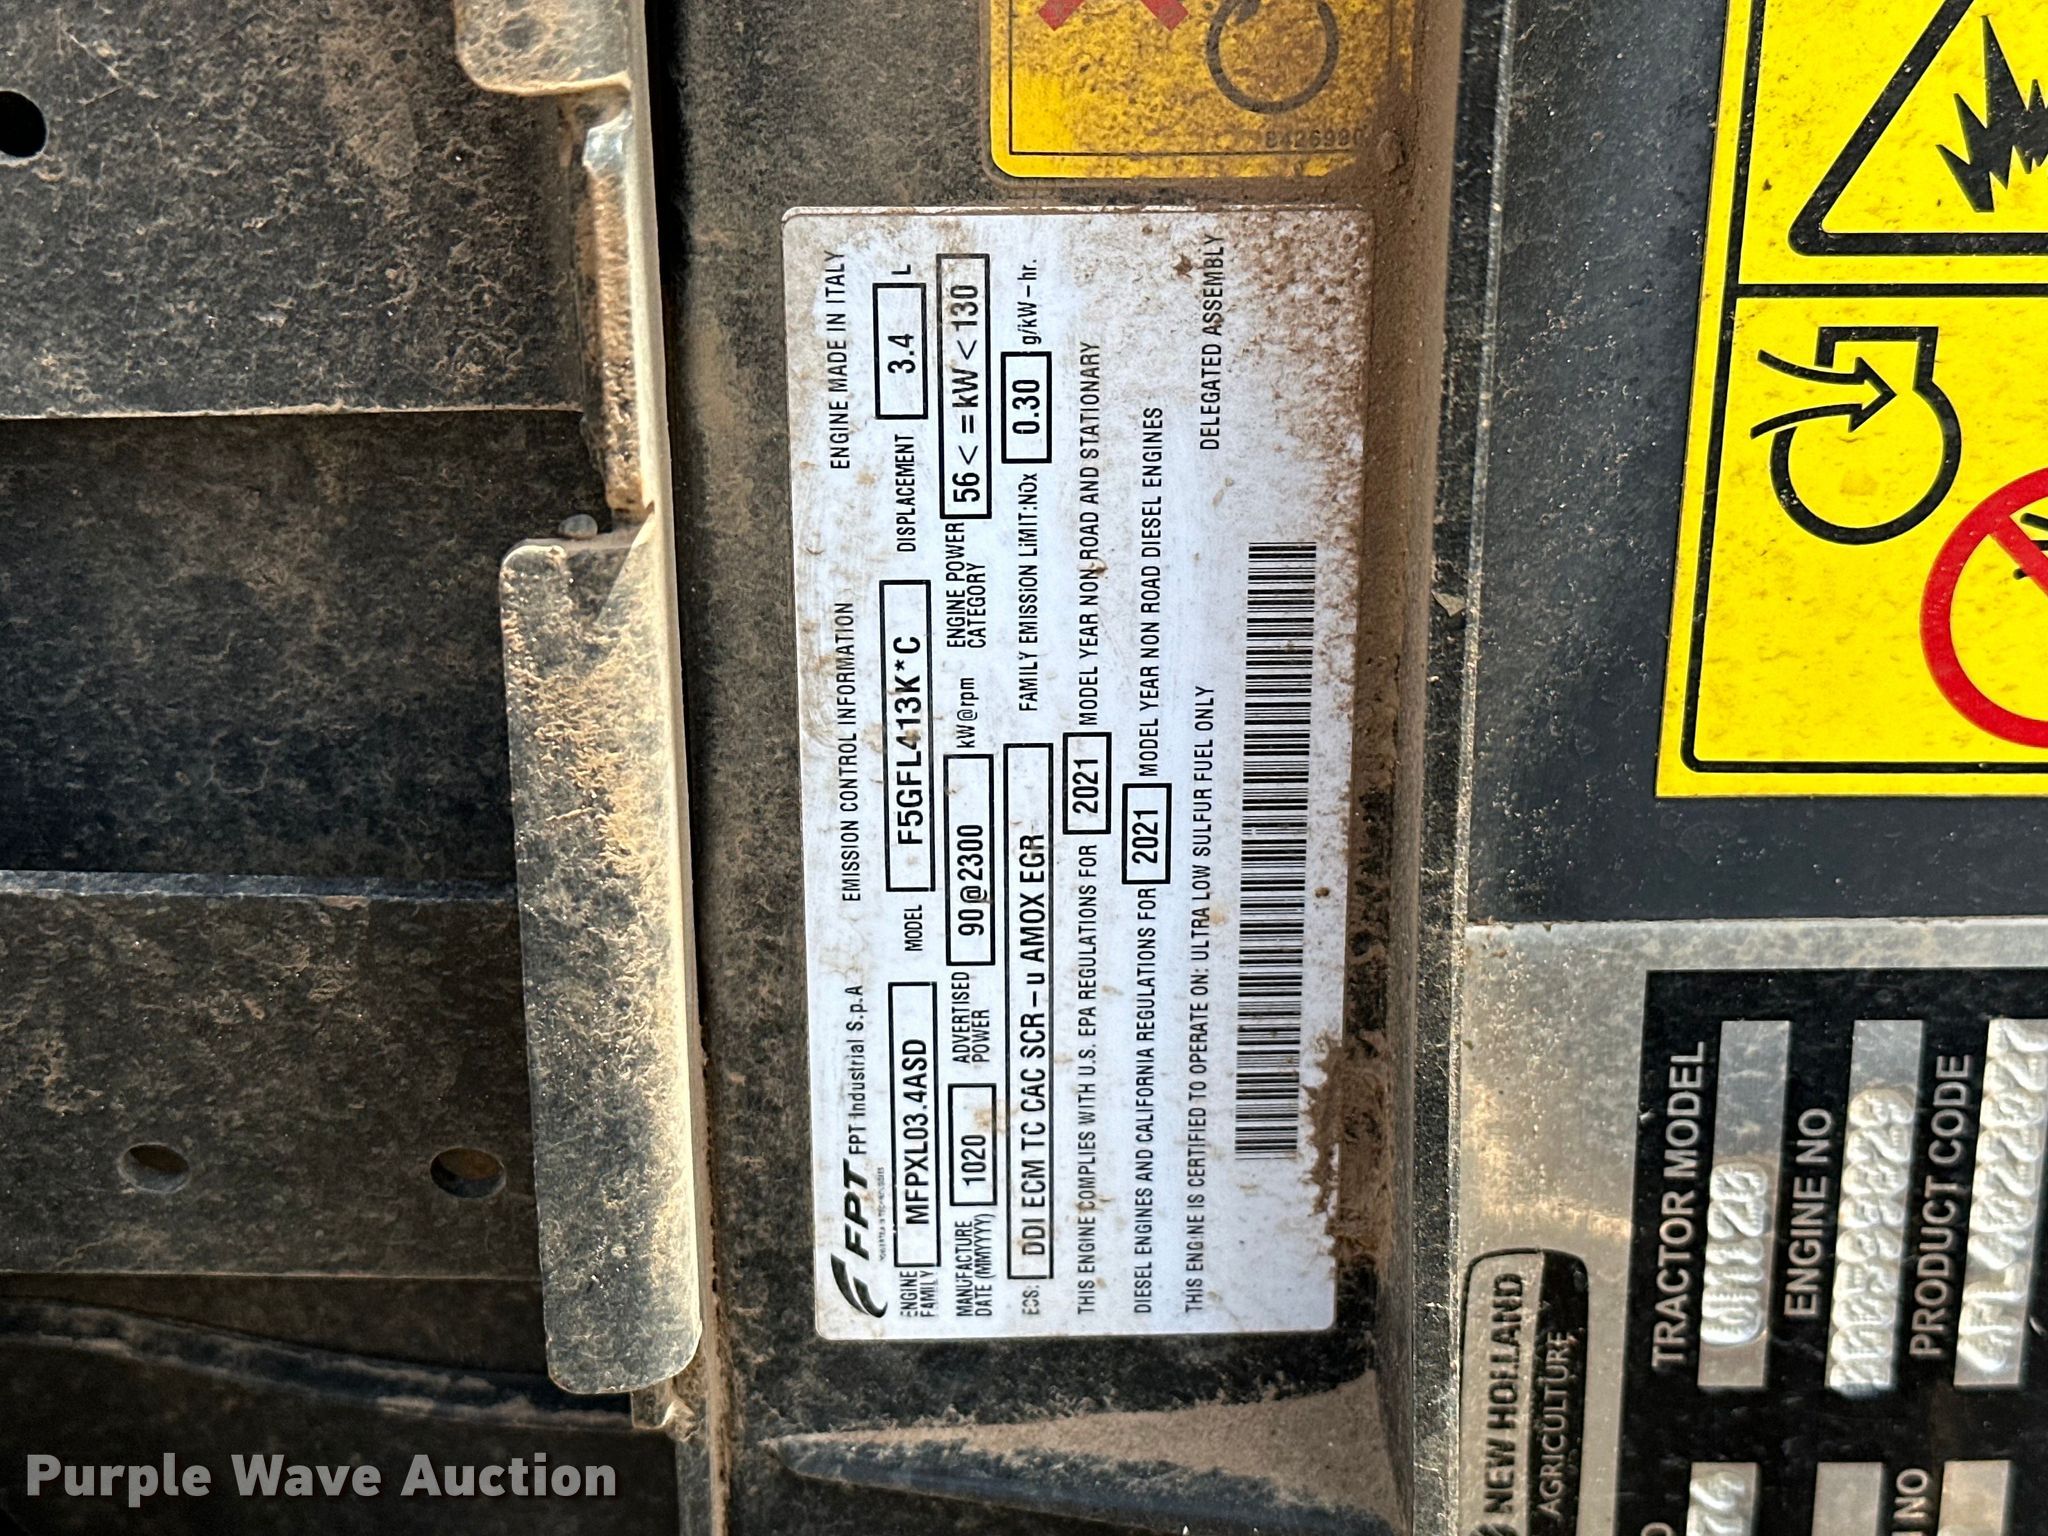 FPT
FPT Industrial S.p.A
EMISSION CONTROL INFORMATION
ENGINE MADE IN ITALY
ENGINE FAMILY MFPXL03.4ASD MODEL F5GFL413K*C DISPLACEMENT 3.4 L
MANUFACTURE DATE (MMYYYY) 1020 ADVERTISED POWER 90@2300 kW@rpm ENGINE POWER CATEGORY 56<=kW<130
ECS: DDI ECM TC CAC SCR-u AMOX EGR FAMILY EMISSION LIMIT:NOx 0.30 g/kW-hr.
THIS ENGINE COMPLIES WITH U.S. EPA REGULATIONS FOR 2021 MODEL YEAR NON-ROAD AND STATIONARY
DIESEL ENGINES AND CALIFORNIA REGULATIONS FOR 2021 MODEL YEAR NON ROAD DIESEL ENGINES
THIS ENGINE IS CERTIFIED TO OPERATE ON: ULTRA LOW SULFUR FUEL ONLY
DELEGATED ASSEMBLY
NEW HOLLAND
AGRICULTURE
TRACTOR MODEL
ENGINE NO
PRODUCT CODE
NO
Purple Wave Auction